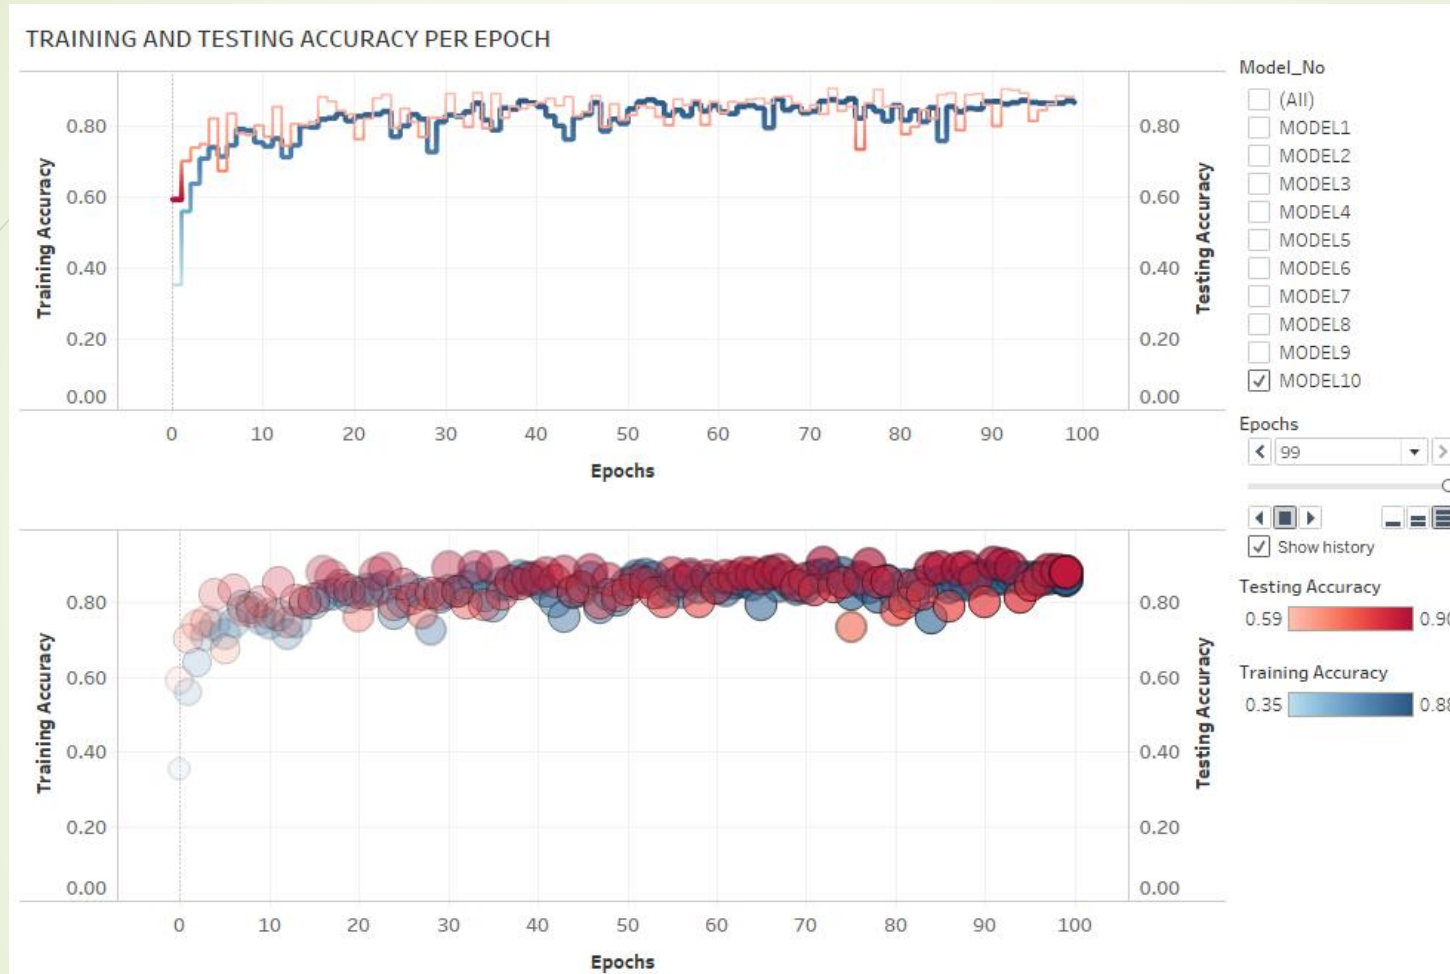 TRAINING AND TESTING ACCURACY PER EPOCH
Training Accuracy
0.80
0.60
0.40
0.20
0.00
0 10 20 30 40 50 60 70 80 90 100
Epochs
0.80
0.60
0.40
0.20
0.00
Testing Accuracy
Training Accuracy
0.80
0.60
0.40
0.20
0.00
0 10 20 30 40 50 60 70 80 90 100
Epochs
0.80
0.60
0.40
0.20
0.00
Testing Accuracy
Model_No
(All)
MODEL1
MODEL2
MODEL3
MODEL4
MODEL5
MODEL6
MODEL7
MODEL8
MODEL9
MODEL10
Epochs
99
Show history
Testing Accuracy
0.59 0.90
Training Accuracy
0.35 0.88